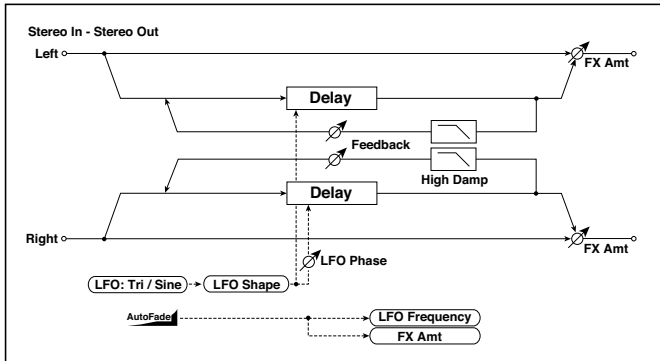 Stereo In - Stereo Out
Left
FX Amt
Delay
Feedback
High Damp
Delay
Right
FX Amt
LFO Phase
LFO: Tri / Sine
LFO Shape
AutoFade
LFO Frequency
FX Amt